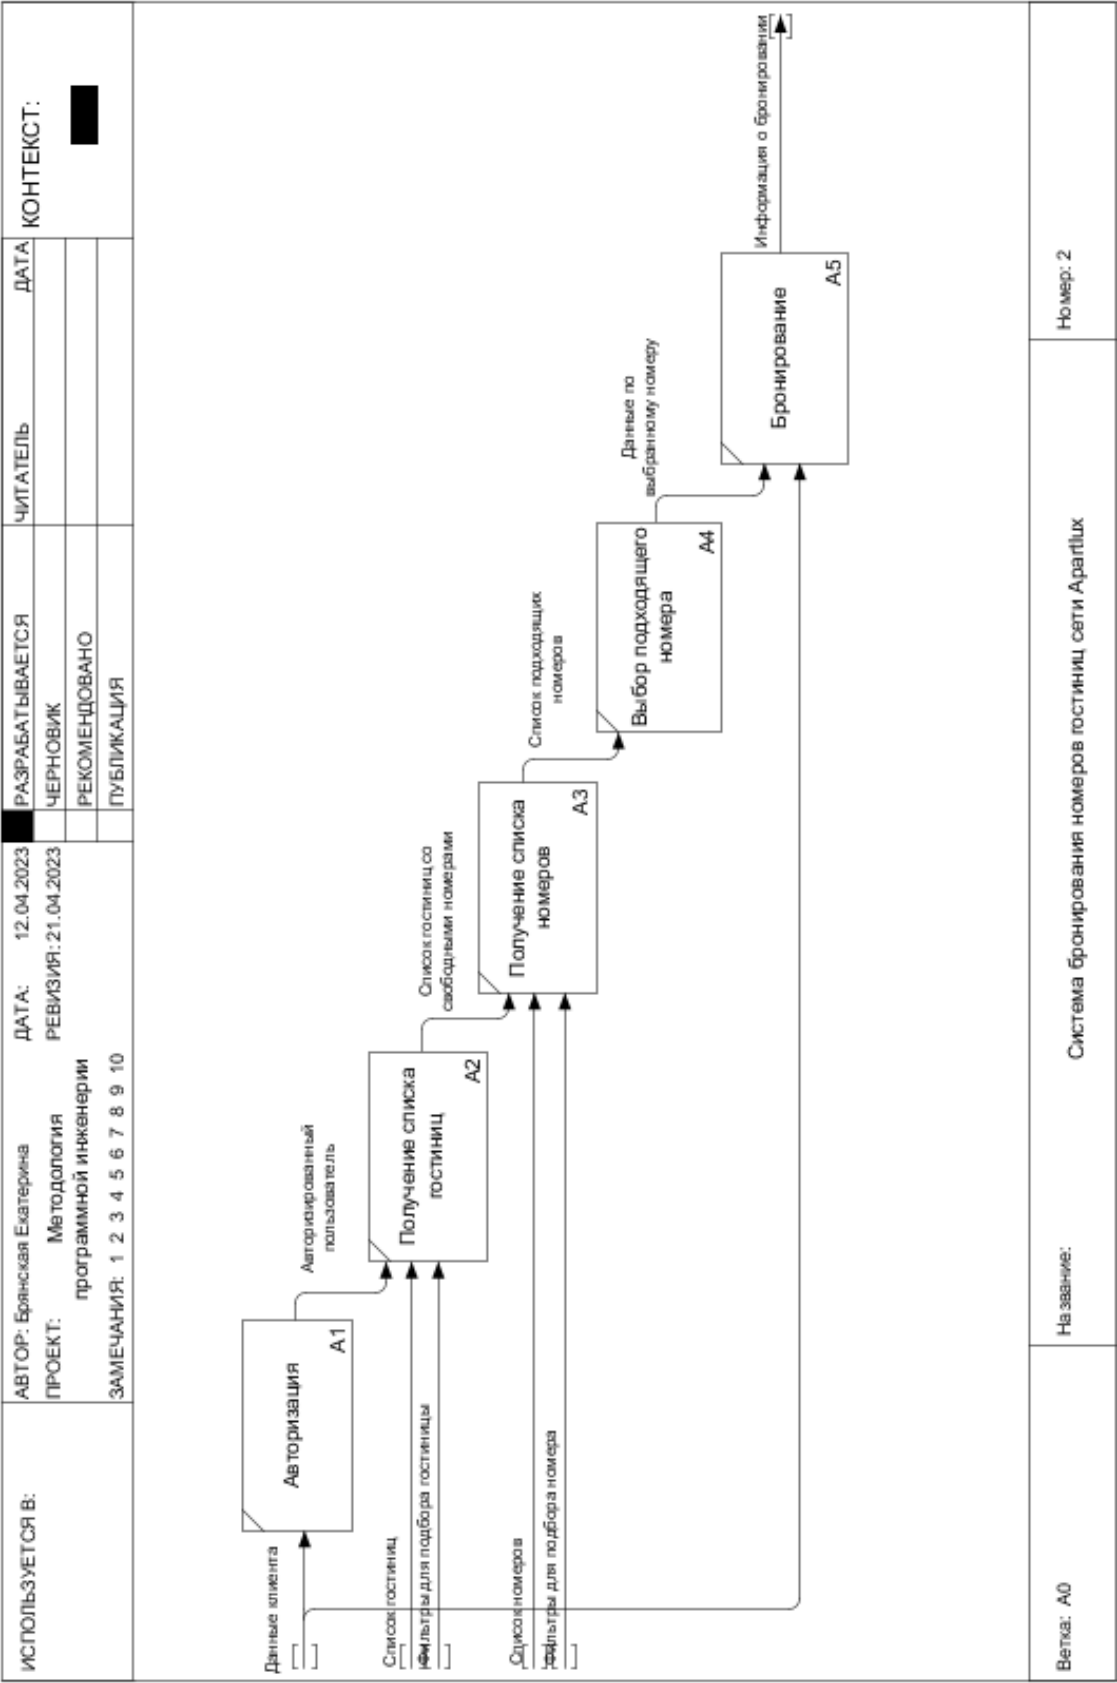 ИСПОЛЬЗУЕТСЯ В:
АВТОР: Брянская Екатерина
ДАТА: 12.04.2023
ПРОЕКТ: Методология
программной инженерии
РЕВИЗИЯ: 21.04.2023
ЗАМЕЧАНИЯ: 1 2 3 4 5 6 7 8 9 10
РАЗРАБАТЫВАЕТСЯ
ЧЕРНОВИК
РЕКОМЕНДОВАНО
ПУБЛИКАЦИЯ
ЧИТАТЕЛЬ
ДАТА
КОНТЕКСТ:
Данные клиента
Авторизация
A1
Авторизированный
пользователь
Список гостиниц
Фильтры для подбора гостиницы
Получение списка
гостиниц
A2
Список гостиниц со
свободными номерами
Список номеров
Фильтры для подбора номера
Получение списка
номеров
A3
Список подходящих
номеров
Выбор подходящего
номера
A4
Данные по
выбранному номеру
Бронирование
A5
Информация о бронировании
Ветка: A0
Название:
Система бронирования номеров гостиниц сети Apartlux
Номер: 2